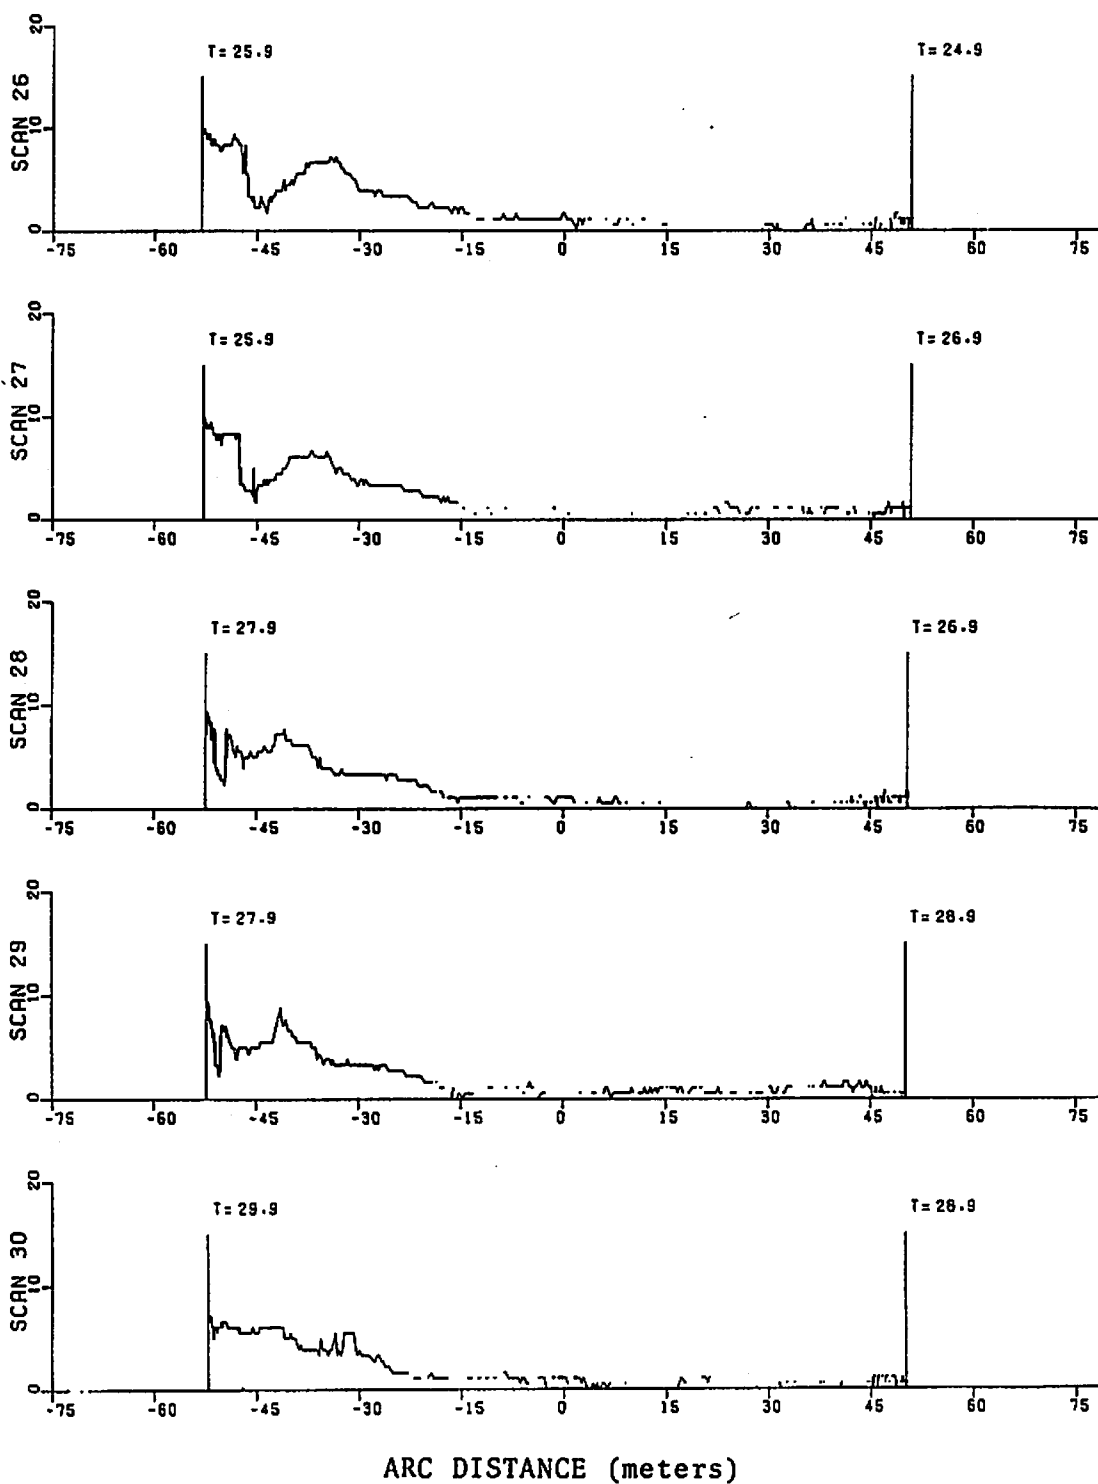 20
T= 25.9 T= 24.9
SCAN 26
10
0
-75 -60 -45 -30 -15 0 15 30 45 60 75
20
T= 25.9 T= 26.9
SCAN 27
10
0
-75 -60 -45 -30 -15 0 15 30 45 60 75
20
T= 27.9 T= 26.9
SCAN 28
10
0
-75 -60 -45 -30 -15 0 15 30 45 60 75
20
T= 27.9 T= 28.9
SCAN 29
10
0
-75 -60 -45 -30 -15 0 15 30 45 60 75
20
T= 29.9 T= 28.9
SCAN 30
10
0
-75 -60 -45 -30 -15 0 15 30 45 60 75
ARC DISTANCE (meters)